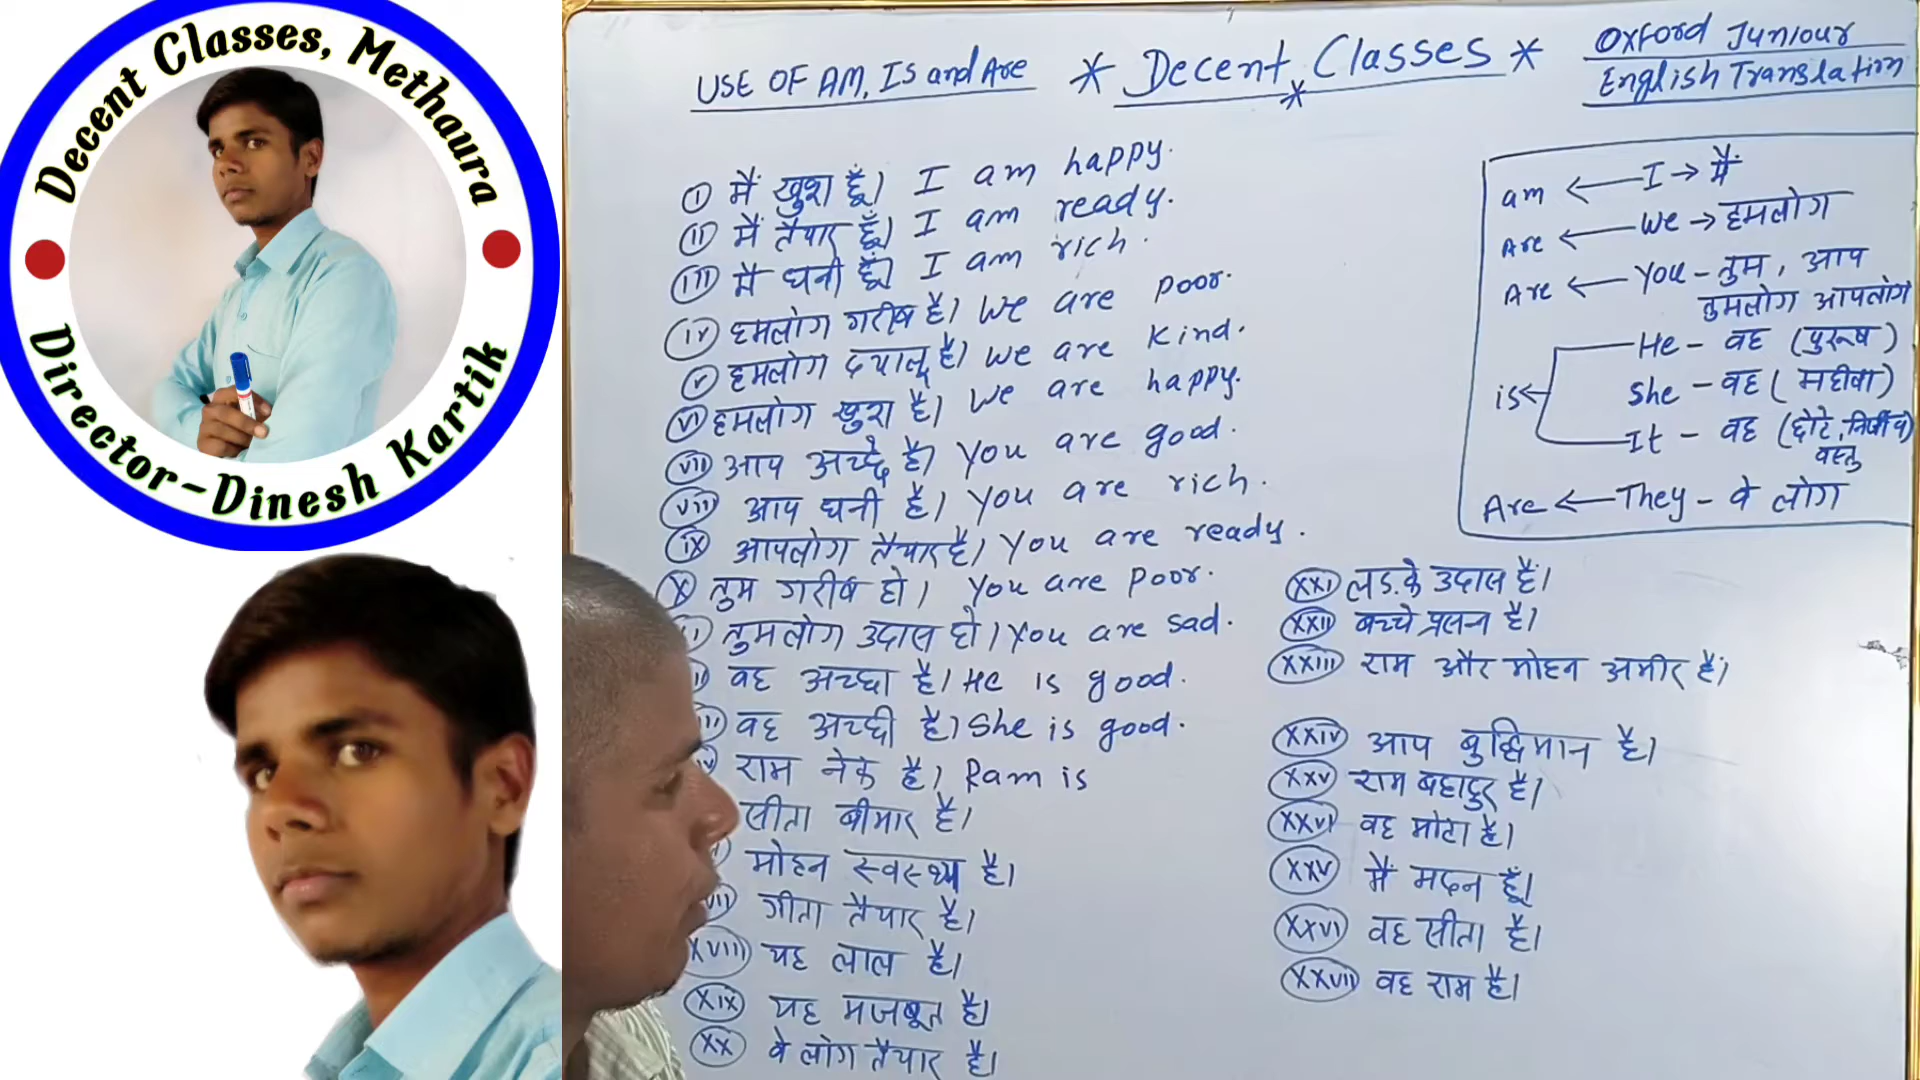 Decent Classes, Methaura
Director-Dinesh Kartik
USE OF AM, IS and Are
* Decent Classes *
*
Oxford Juniour
English Translation
(I) मैं खुश हूँ। I am happy.
(II) मैं तैयार हूँ। I am ready.
(III) मैं धनी हूँ। I am rich.
(IV) हमलोग गरीब हैं। We are poor.
(V) हमलोग दयालू हैं। We are kind.
(VI) हमलोग खुश हैं। We are happy.
(VII) आप अच्छे हैं। You are good.
(VIII) आप धनी हैं। You are rich.
(IX) आपलोग तैयार हैं। You are ready.
(X) तुम गरीब हो। You are poor.
तुमलोग उदास हो। You are sad.
वह अच्छा है। He is good.
वह अच्छी है। She is good.
राम नेक है। Ram is
सीता बीमार है।
मोहन स्वस्थ्य है।
गीता तैयार है।
(XVIII) यह लाल है।
(XIX) यह मजबूत है।
(XX) वे लोग तैयार हैं।
am ← I → मैं
Are ← We → हमलोग
Are ← You - तुम, आप
तुमलोग आपलोग
He - वह (पुरूष)
is ← She - वह (महीला)
It - वह (छोटे, निर्जीव)
वस्तु
Are ← They - वे लोग
(XXI) लड़के उदास हैं।
(XXII) बच्चे प्रसन्न हैं।
(XXIII) राम और मोहन अमीर हैं।
(XXIV) आप बुद्धिमान हैं।
(XXV) राम बहादुर है।
(XXVI) वह मोटा है।
(XXV) मैं मदन हूँ।
(XXVI) वह सीता है।
(XXVII) वह राम है।